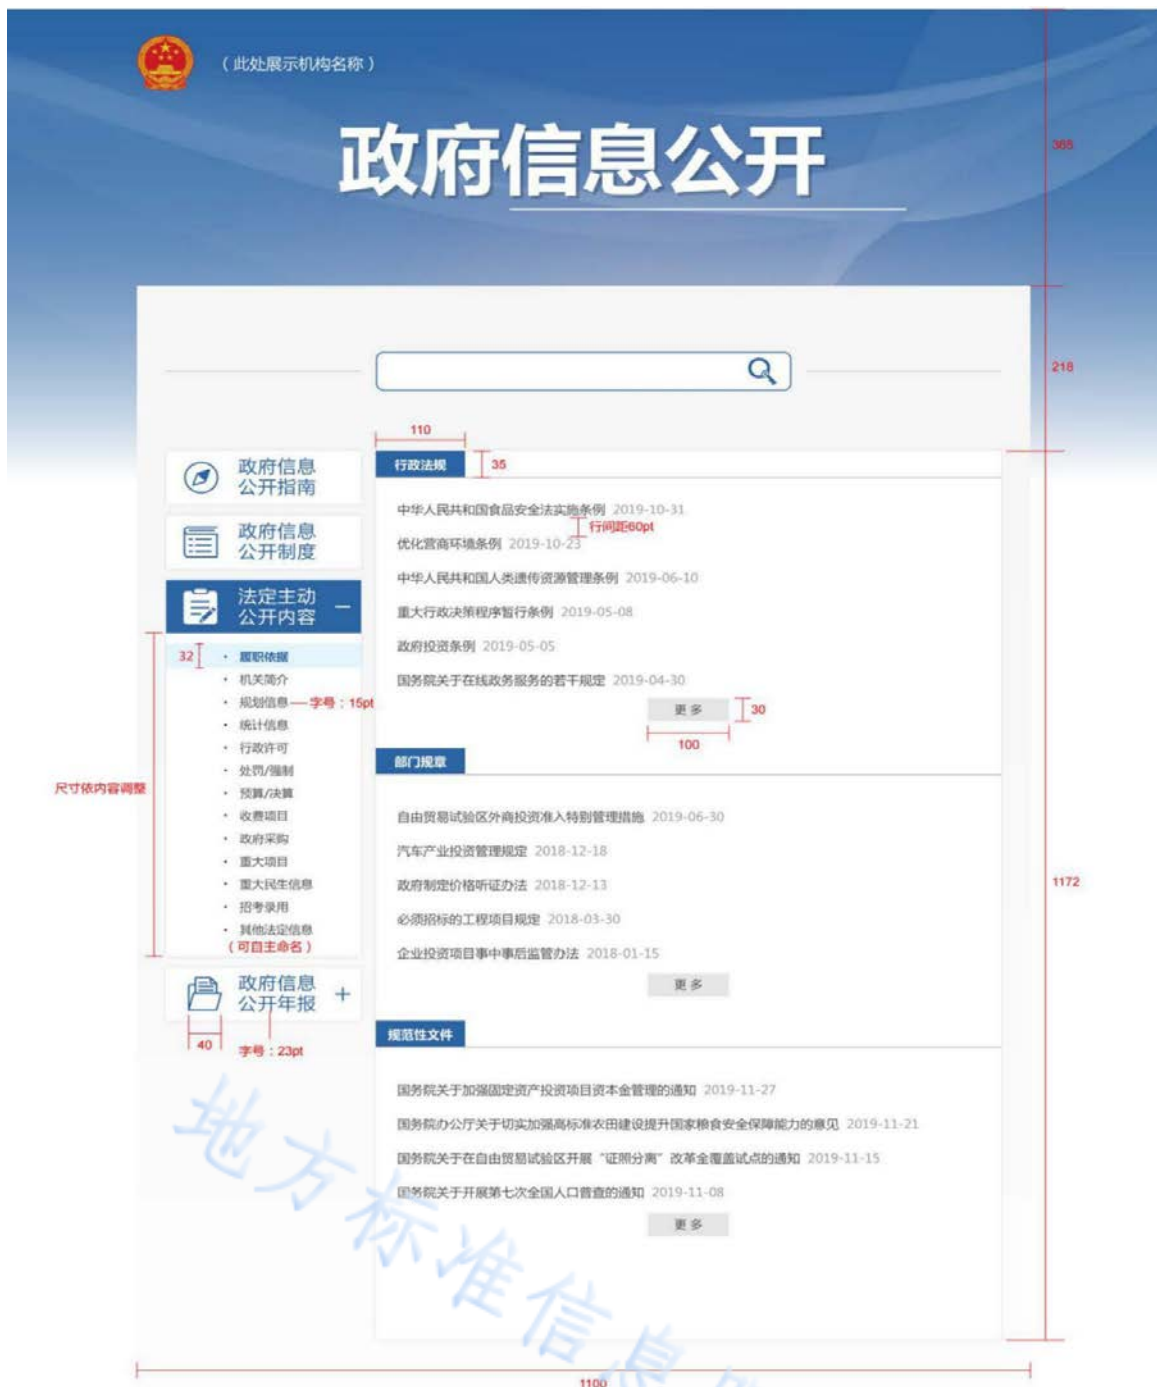 （此处展示机构名称）
政府信息公开
365
218
110
政府信息
公开指南
行政法规
35
中华人民共和国食品安全法实施条例 2019-10-31
行间距60pt
政府信息
公开制度
优化营商环境条例 2019-10-23
中华人民共和国人类遗传资源管理条例 2019-06-10
法定主动
公开内容
重大行政决策程序暂行条例 2019-05-08
政府投资条例 2019-05-05
国务院关于在线政务服务的若干规定 2019-04-30
更多
30
100
32
· 履职依据
· 机关简介
· 规划信息
字号：15pt
· 统计信息
· 行政许可
· 处罚/强制
· 预算/决算
· 收费项目
· 政府采购
· 重大项目
· 重大民生信息
· 招考录用
· 其他法定信息
（可自主命名）
尺寸依内容调整
部门规章
自由贸易试验区外商投资准入特别管理措施 2019-06-30
汽车产业投资管理规定 2018-12-18
政府制定价格听证办法 2018-12-13
1172
必须招标的工程项目规定 2018-03-30
企业投资项目事中事后监管办法 2018-01-15
更多
政府信息
公开年报
40
字号：23pt
规范性文件
国务院关于加强固定资产投资项目资本金管理的通知 2019-11-27
国务院办公厅关于切实加强高标准农田建设提升国家粮食安全保障能力的意见 2019-11-21
国务院关于在自由贸易试验区开展“证照分离”改革全覆盖试点的通知 2019-11-15
国务院关于开展第七次全国人口普查的通知 2019-11-08
更多
地方标准信息
1100